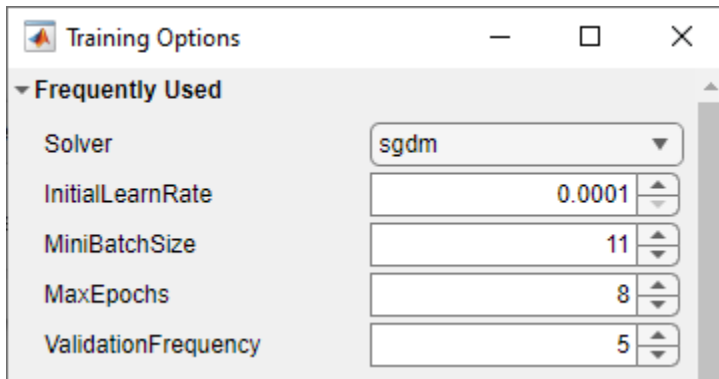 Training Options
Frequently Used
Solver sgdm
InitialLearnRate 0.0001
MiniBatchSize 11
MaxEpochs 8
ValidationFrequency 5